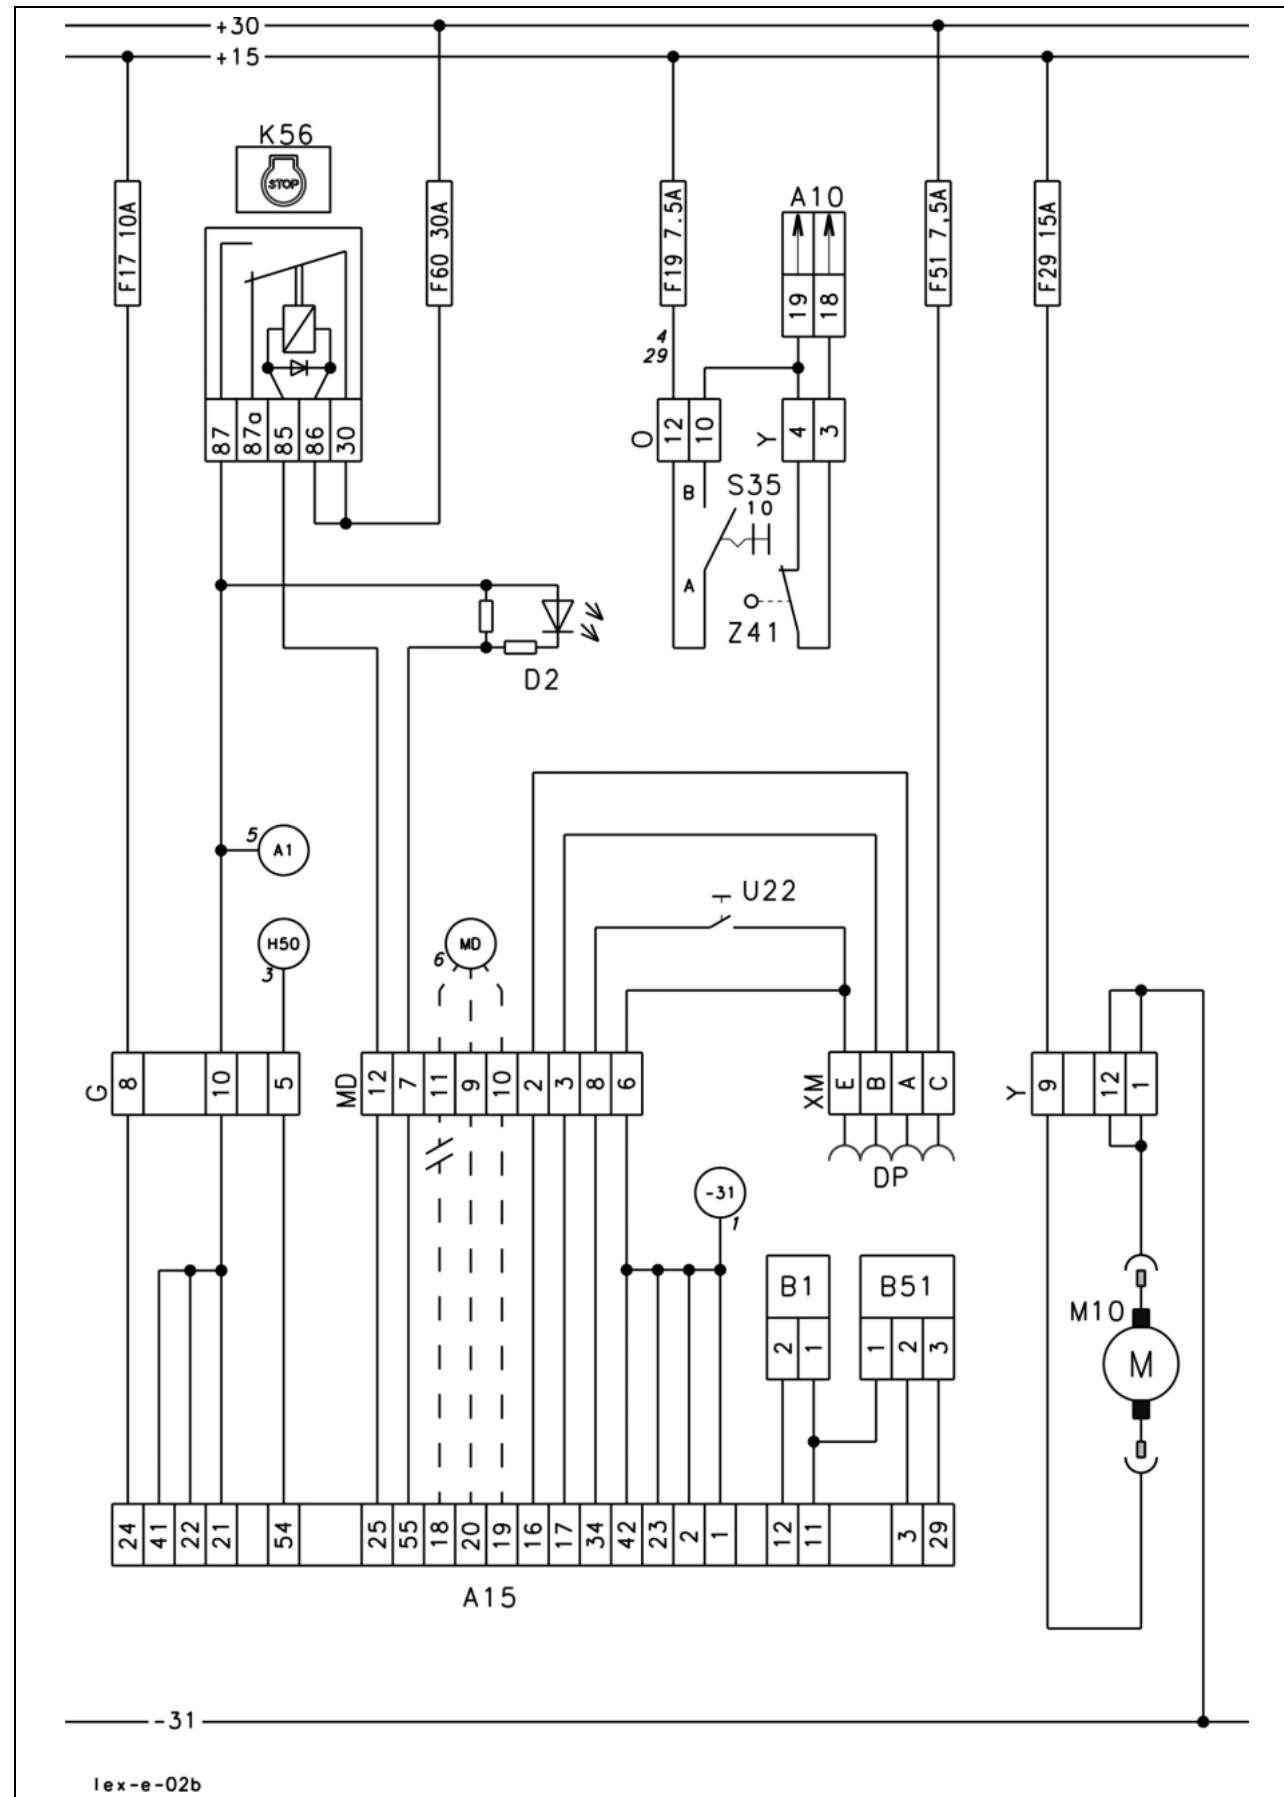 +30
+15
K56
STOP
F17 10A
F60 30A
F19 7.5A
A10
F51 7,5A
F29 15A
19 18
4
29
87 87a 85 86 30
O 12 10 Y 4 3
B S35
10
A
Z41
D2
5 A1
U22
H50
3
MD
6
G 8 10 5 MD 12 7 11 9 10 2 3 8 6 XM E B A C Y 9 12 1
DP
-31
1
B1 B51
2 1 1 2 3
M10
M
24 41 22 21 54 25 55 18 20 19 16 17 34 42 23 2 1 12 11 3 29
A15
-31
lex-e-02b